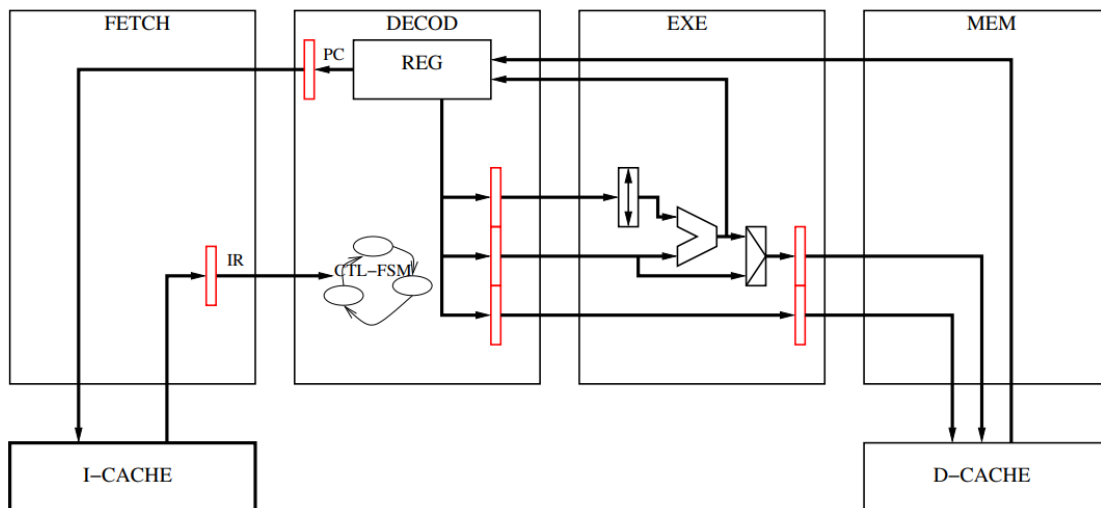 FETCH
DECOD
EXE
MEM
PC
REG
IR
CTL−FSM
I−CACHE
D−CACHE